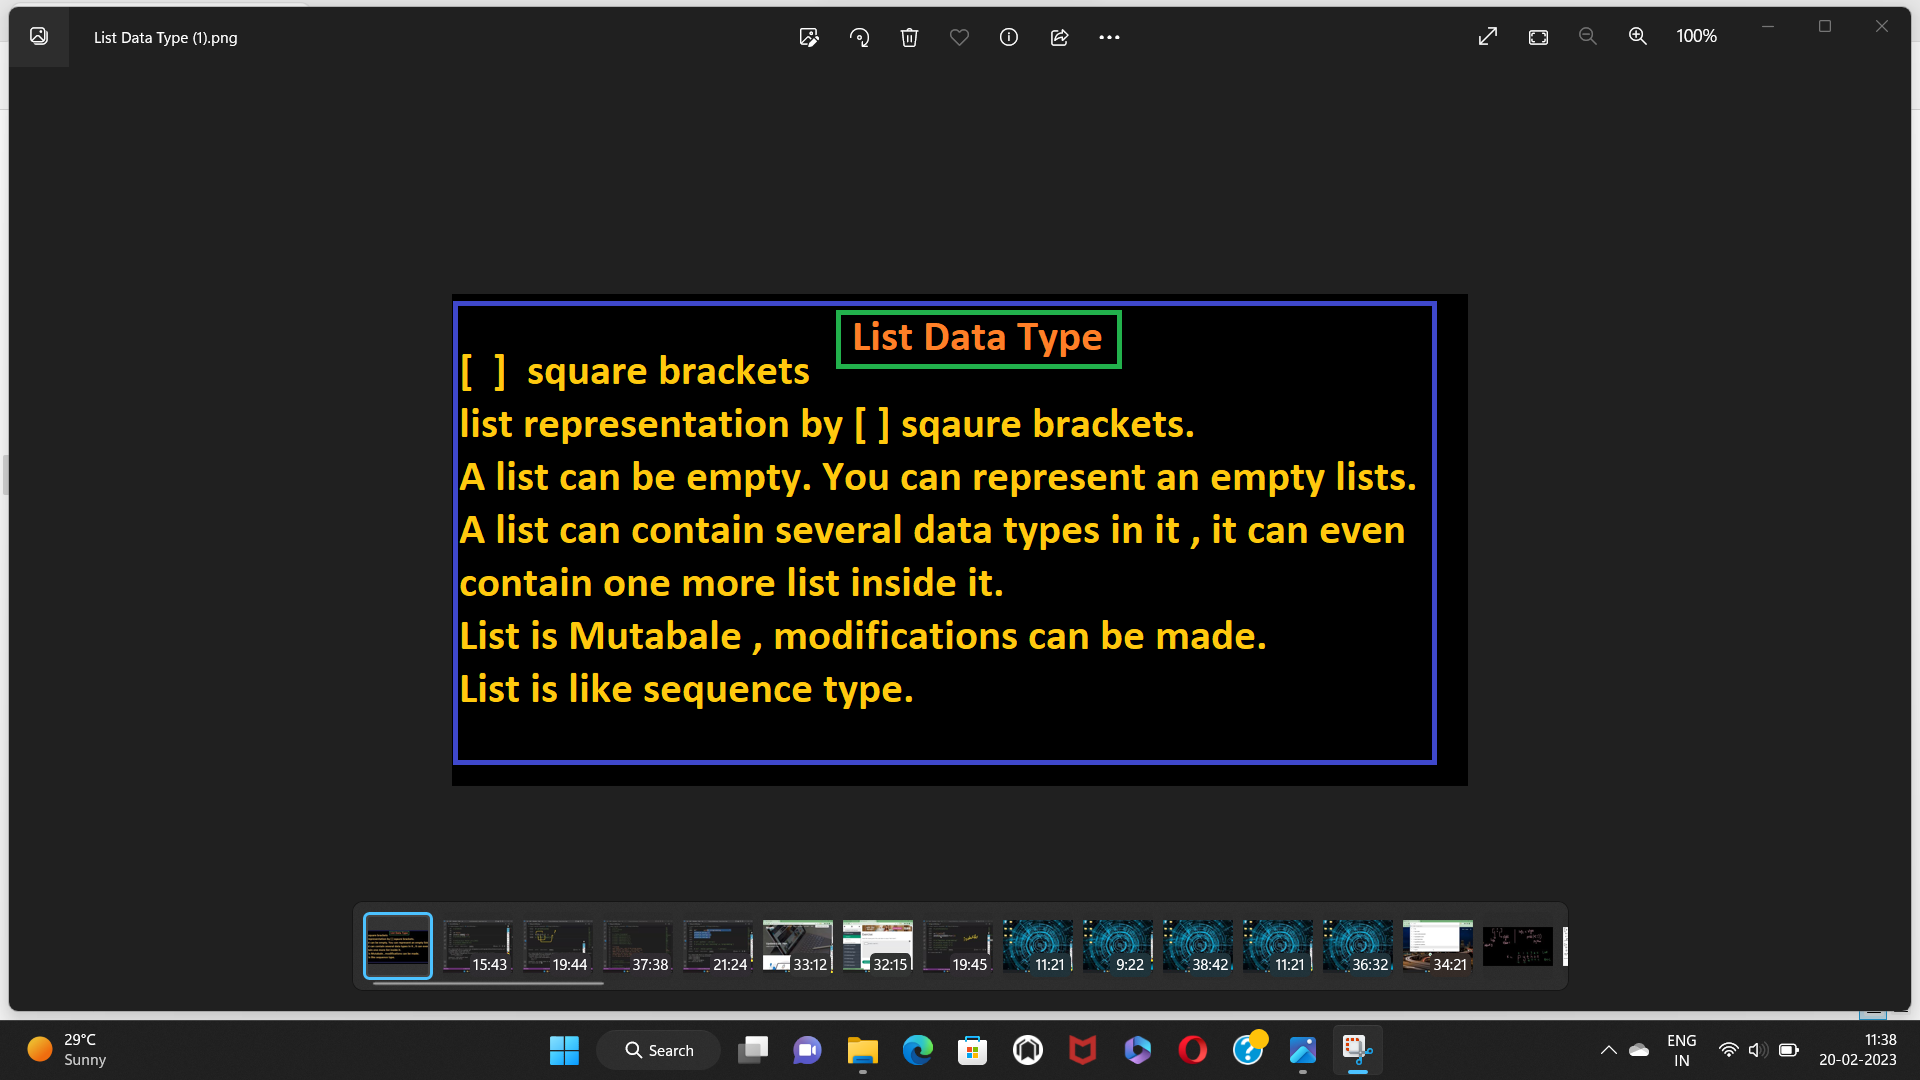 List Data Type (1).png
100%
List Data Type
[  ]  square brackets
list representation by [ ] sqaure brackets.
A list can be empty. You can represent an empty lists.
A list can contain several data types in it , it can even
contain one more list inside it.
List is Mutabale , modifications can be made.
List is like sequence type.
15:43
19:44
37:38
21:24
33:12
32:15
19:45
11:21
9:22
38:42
11:21
36:32
34:21
29°C
Sunny
Search
ENG
IN
11:38
20-02-2023